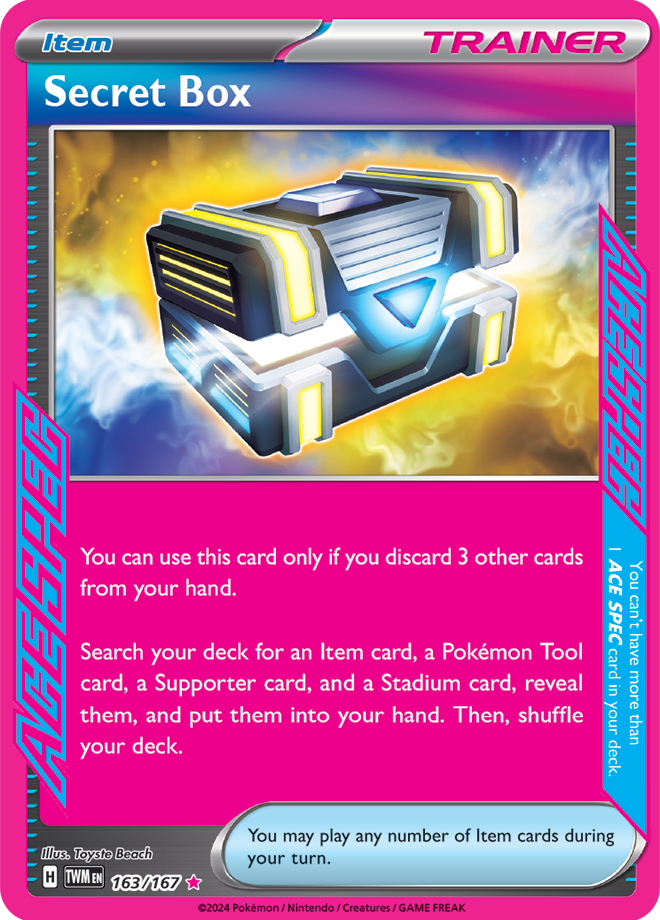 Item
TRAINER
Secret Box
ACE SPEC
ACE SPEC
You can't have more than
1 ACE SPEC card in your deck.
You can use this card only if you discard 3 other cards
from your hand.
Search your deck for an Item card, a Pokémon Tool
card, a Supporter card, and a Stadium card, reveal
them, and put them into your hand. Then, shuffle
your deck.
You may play any number of Item cards during
your turn.
Illus. Toyste Beach
H TWM EN 163/167 ★
©2024 Pokémon / Nintendo / Creatures / GAME FREAK